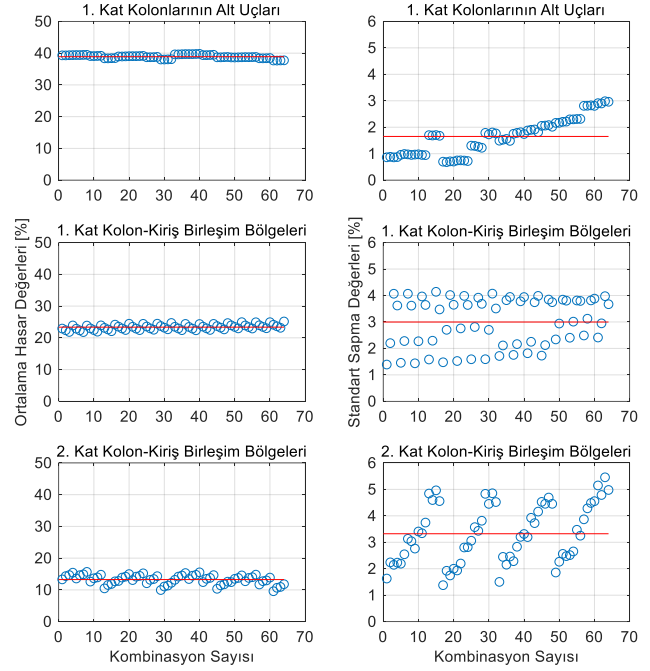 1. Kat Kolonlarının Alt Uçları
50
40
30
20
10
0
0 10 20 30 40 50 60 70
1. Kat Kolonlarının Alt Uçları
6
5
4
3
2
1
0
0 10 20 30 40 50 60 70
Ortalama Hasar Değerleri [%]
1. Kat Kolon-Kiriş Birleşim Bölgeleri
50
40
30
20
10
0
0 10 20 30 40 50 60 70
Standart Sapma Değerleri [%]
1. Kat Kolon-Kiriş Birleşim Bölgeleri
6
5
4
3
2
1
0
0 10 20 30 40 50 60 70
2. Kat Kolon-Kiriş Birleşim Bölgeleri
50
40
30
20
10
0
0 10 20 30 40 50 60 70
Kombinasyon Sayısı
2. Kat Kolon-Kiriş Birleşim Bölgeleri
6
5
4
3
2
1
0
0 10 20 30 40 50 60 70
Kombinasyon Sayısı